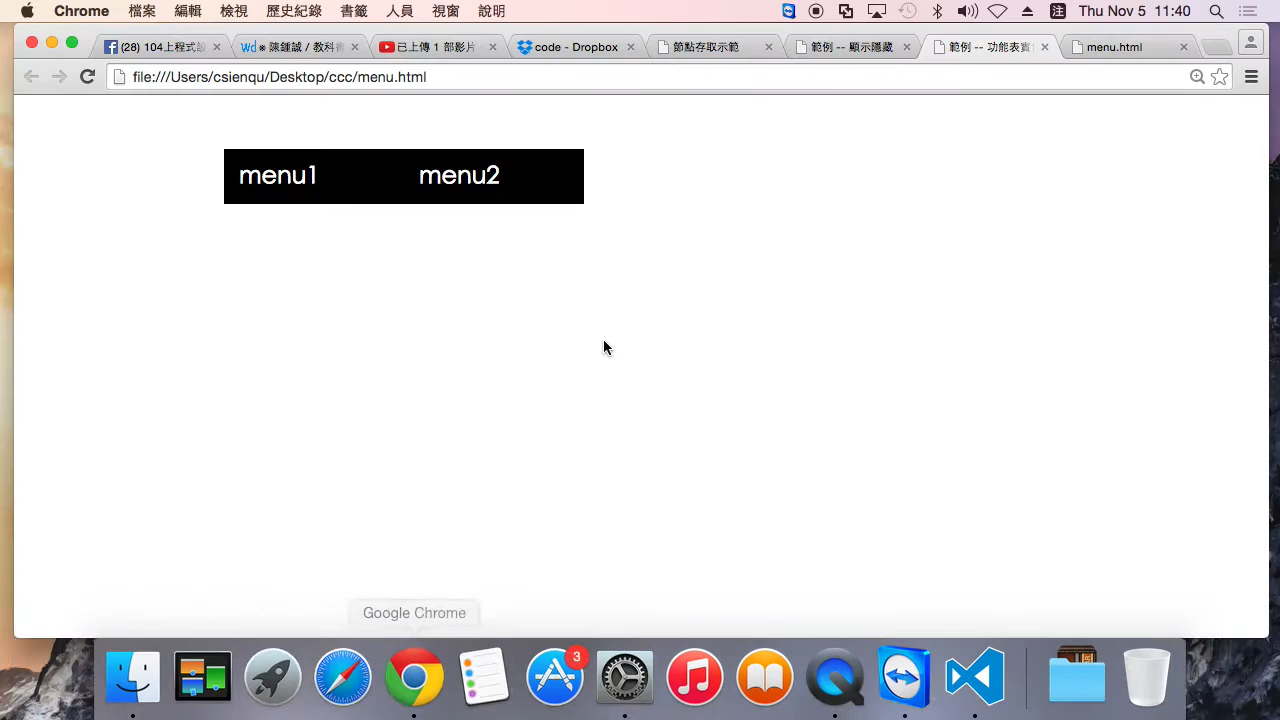 Chrome 檔案 編輯 檢視 歷史紀錄 書籤 人員 視窗 說明 注 Thu Nov 5 11:40
(28) 104上程式 Wd ※ 陳鍾誠 / 教科 已上傳 1 部影片 code - Dropbox 節點存取示範 範例 -- 顯示隱藏 範例 -- 功能表 menu.html
file:///Users/csienqu/Desktop/ccc/menu.html
menu1 menu2
Google Chrome
3